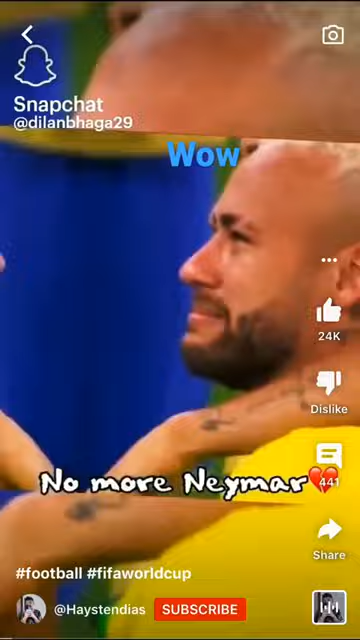 Snapchat
@dilanbhaga29
Wow
24K
Dislike
No more Neymar💔
441
Share
#football #fifaworldcup
@Haystendias SUBSCRIBE